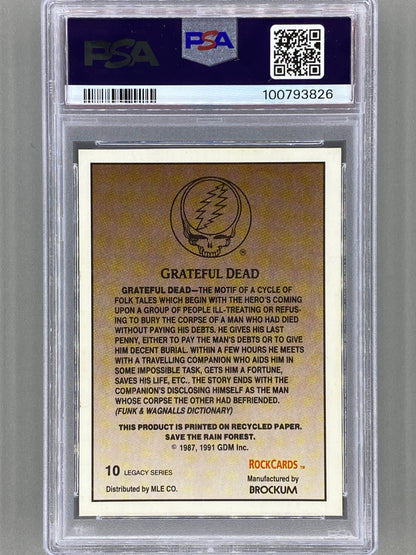 PSA
PSA
100793826
®
GRATEFUL DEAD
GRATEFUL DEAD—THE MOTIF OF A CYCLE OF
FOLK TALES WHICH BEGIN WITH THE HERO'S COMING
UPON A GROUP OF PEOPLE ILL-TREATING OR REFUS-
ING TO BURY THE CORPSE OF A MAN WHO HAD DIED
WITHOUT PAYING HIS DEBTS. HE GIVES HIS LAST
PENNY, EITHER TO PAY THE MAN'S DEBTS OR TO GIVE
HIM DECENT BURIAL. WITHIN A FEW HOURS HE MEETS
WITH A TRAVELLING COMPANION WHO AIDS HIM IN
SOME IMPOSSIBLE TASK, GETS HIM A FORTUNE,
SAVES HIS LIFE, ETC.. THE STORY ENDS WITH THE
COMPANION'S DISCLOSING HIMSELF AS THE MAN
WHOSE CORPSE THE OTHER HAD BEFRIENDED.
(FUNK & WAGNALLS DICTIONARY)
THIS PRODUCT IS PRINTED ON RECYCLED PAPER.
SAVE THE RAIN FOREST.
© 1987, 1991 GDM Inc.
10 LEGACY SERIES
Distributed by MLE CO.
ROCKCARDS™
Manufactured by
BROCKUM